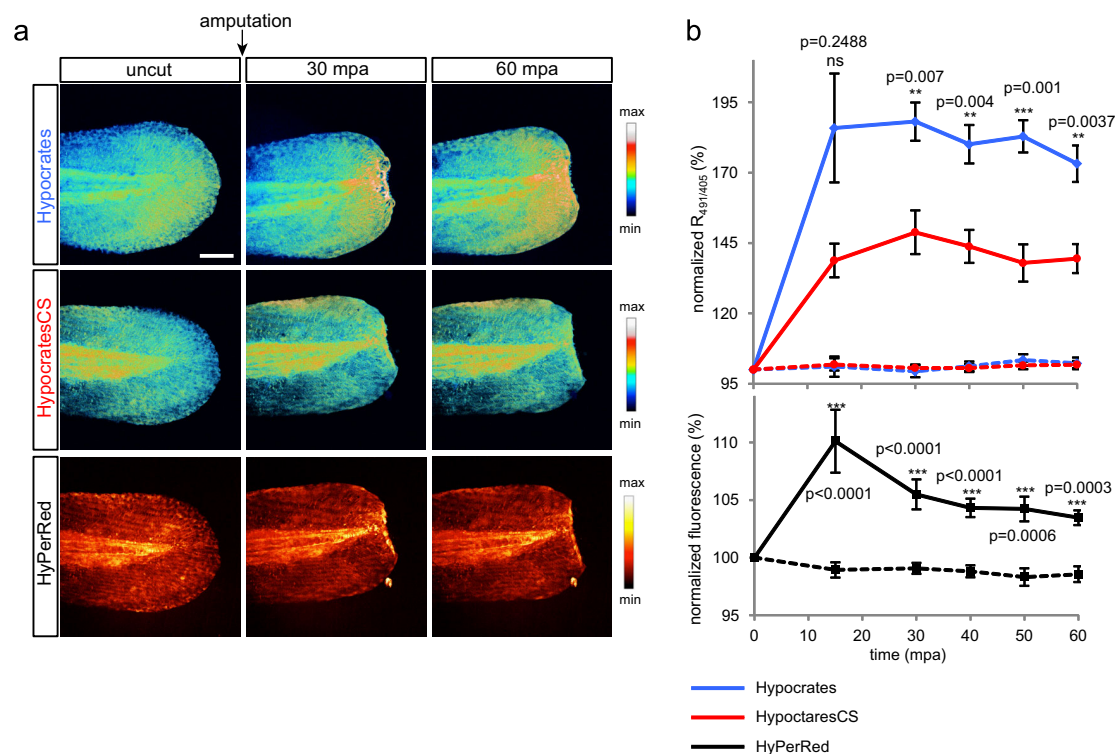 a
amputation
uncut
30 mpa
60 mpa
Hypocrates
max
min
HypocratesCS
max
min
HyPerRed
max
min
b
p=0.2488
ns
p=0.007
**
p=0.004
**
p=0.001
***
p=0.0037
**
normalized R491/405 (%)
195
170
145
120
95
***
p<0.0001
p<0.0001
***
p<0.0001
***
***
p=0.0006
p=0.0003
***
normalized fluorescence (%)
110
105
100
95
0 10 20 30 40 50 60
time (mpa)
Hypocrates
HypoctaresCS
HyPerRed